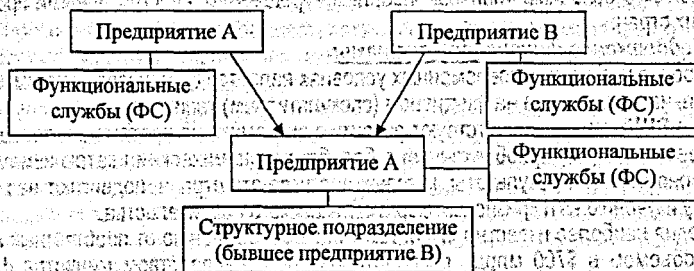 Предприятие А
Предприятие В
Функциональные
службы (ФС)
Функциональные
службы (ФС)
Предприятие А
Функциональные
службы (ФС)
Структурное подразделение
(бывшее предприятие В)